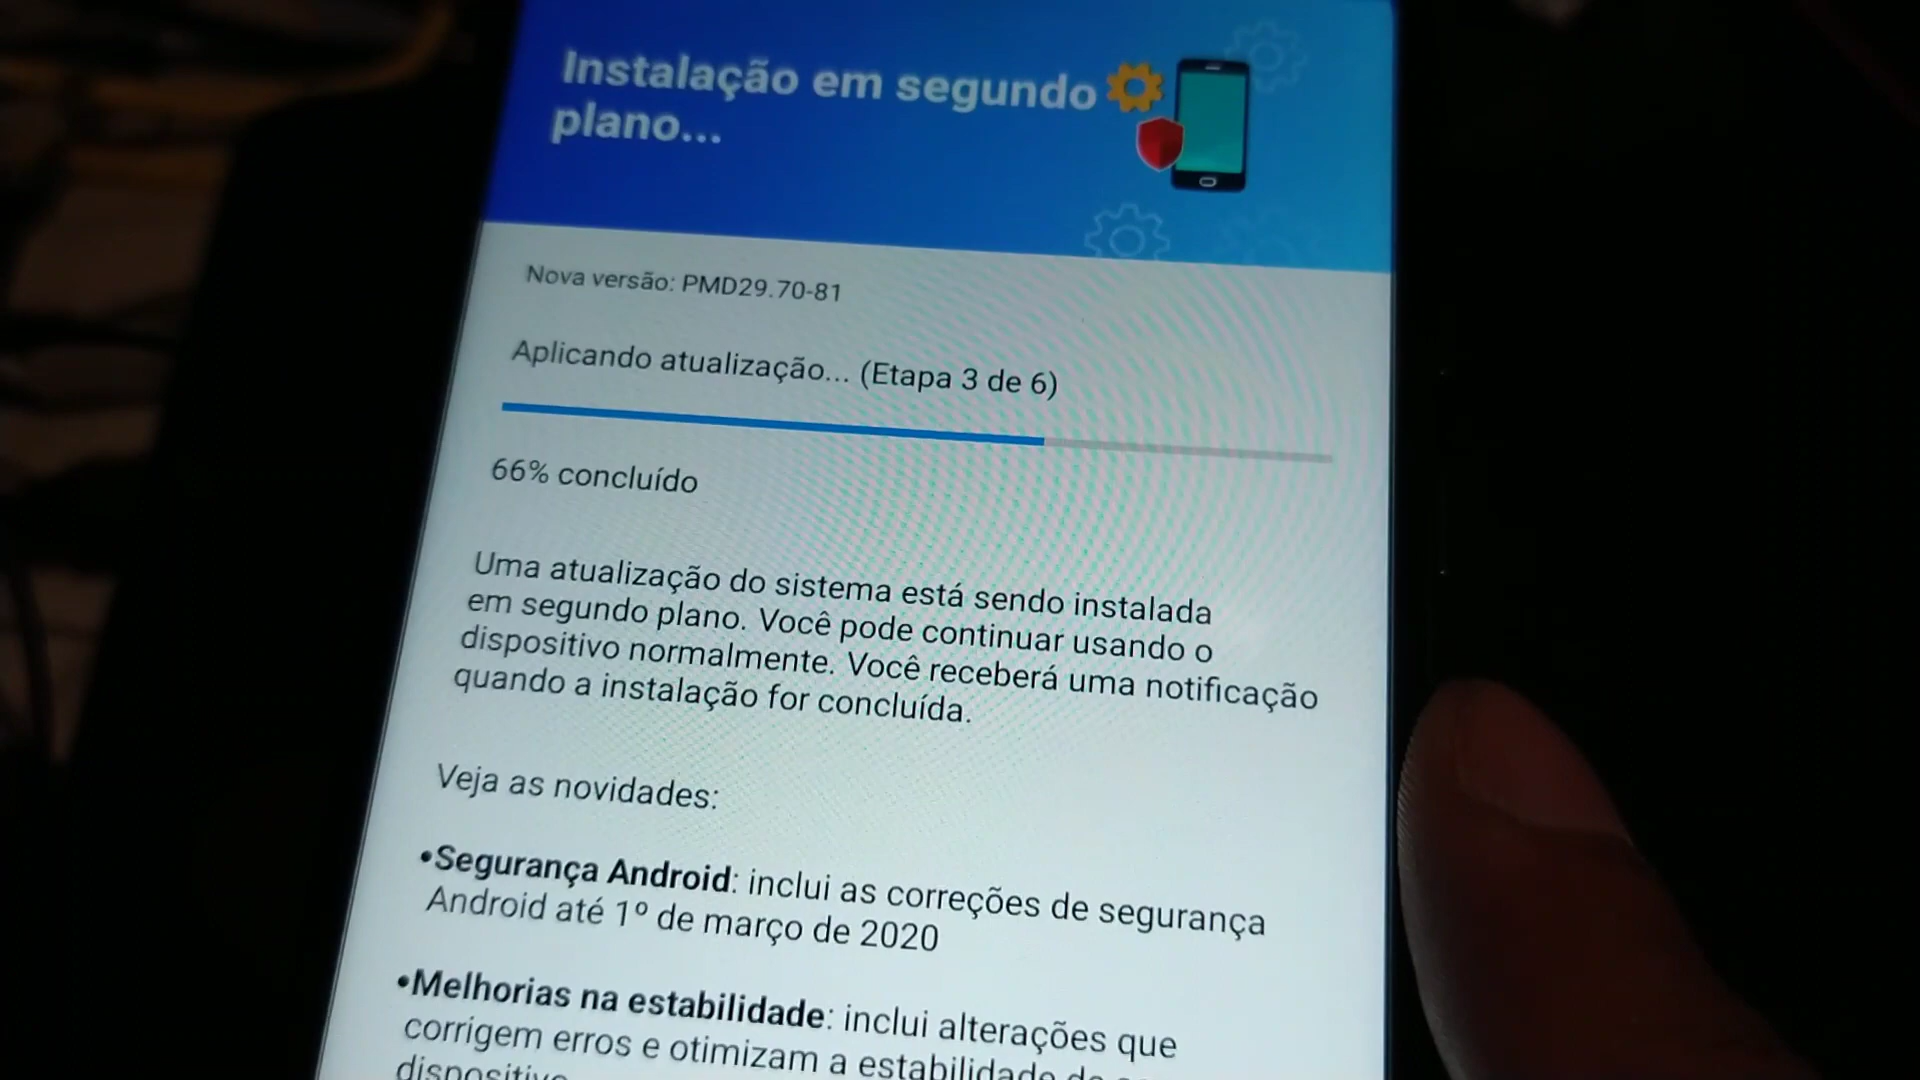 Instalação em segundo
plano...
Nova versão: PMD29.70-81
Aplicando atualização... (Etapa 3 de 6)
66% concluído
Uma atualização do sistema está sendo instalada
em segundo plano. Você pode continuar usando o
dispositivo normalmente. Você receberá uma notificação
quando a instalação for concluída.
Veja as novidades:
•Segurança Android: inclui as correções de segurança
Android até 1º de março de 2020
•Melhorias na estabilidade: inclui alterações que
corrigem erros e otimizam a estabilidade
dispositivo